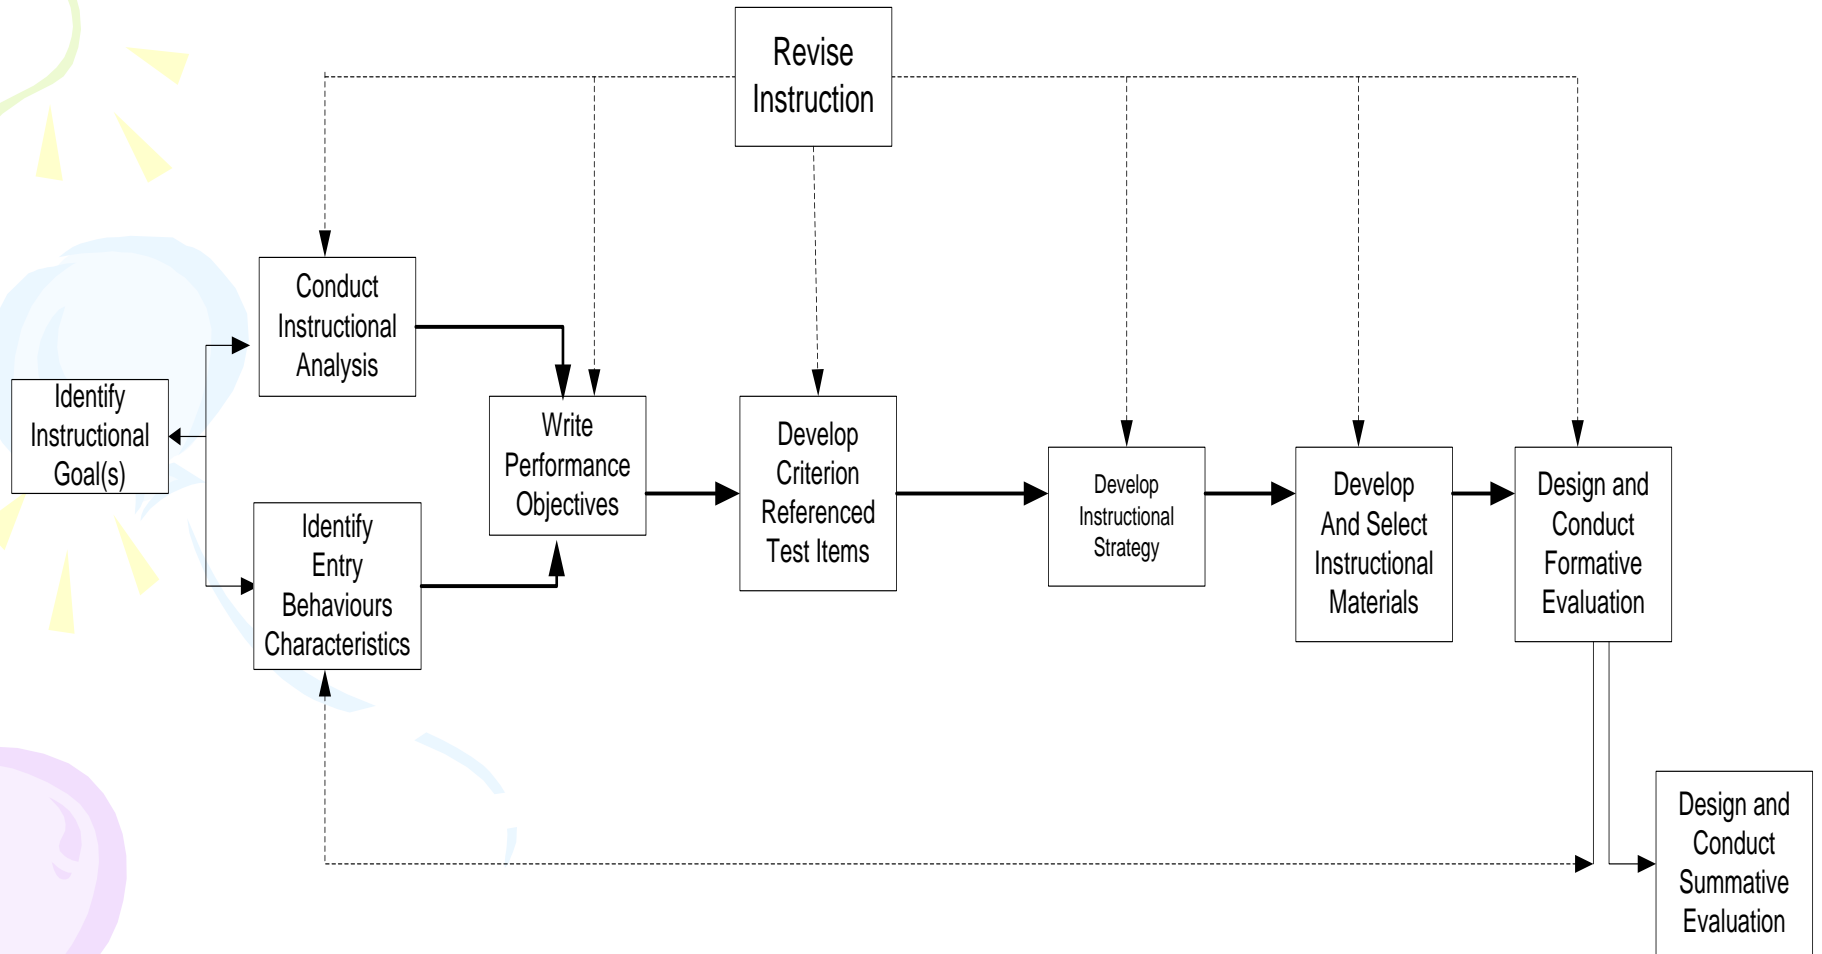 Revise
Instruction
Conduct
Instructional
Analysis
Identify
Instructional
Goal(s)
Identify
Entry
Behaviours
Characteristics
Write
Performance
Objectives
Develop
Criterion
Referenced
Test Items
Develop
Instructional
Strategy
Develop
And Select
Instructional
Materials
Design and
Conduct
Formative
Evaluation
Design and
Conduct
Summative
Evaluation